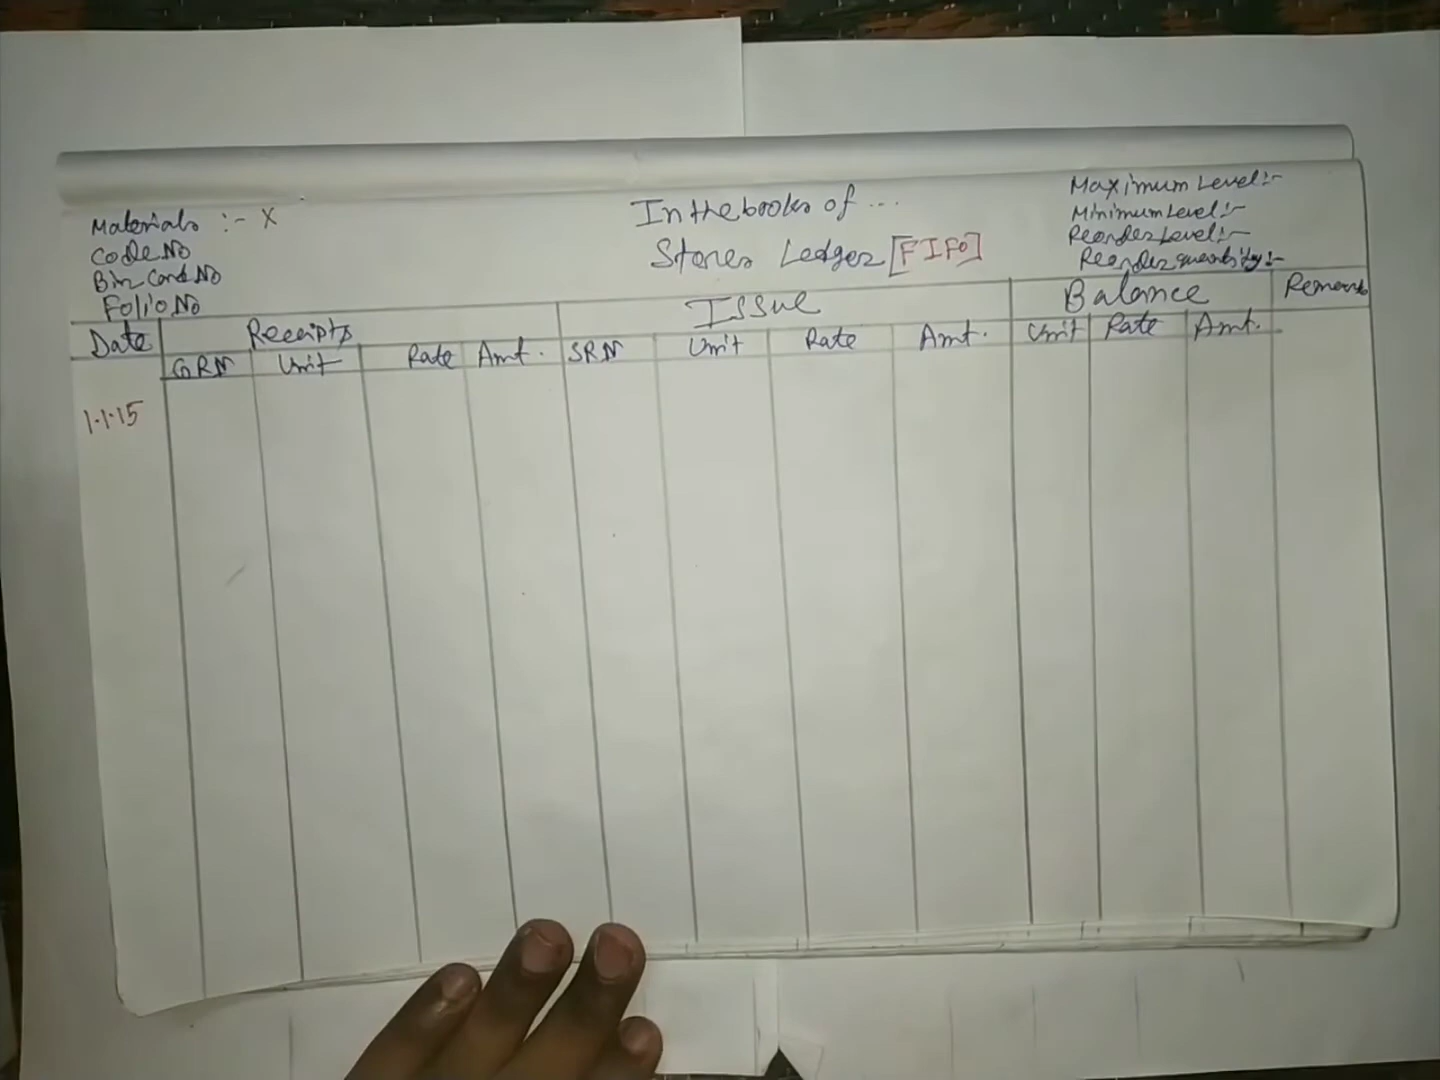 Materials :- X
Code No
Bin Card No
Folio No
In the books of ...
Stores Ledger [FIFO]
Maximum Level:-
Minimum Level:-
Reorder Level:-
Reorder quantity:-
Date Receipts Issue Balance Remark
GRN Unit Rate Amt. SRN Unit Rate Amt. Unit Rate Amt.
1.1.15